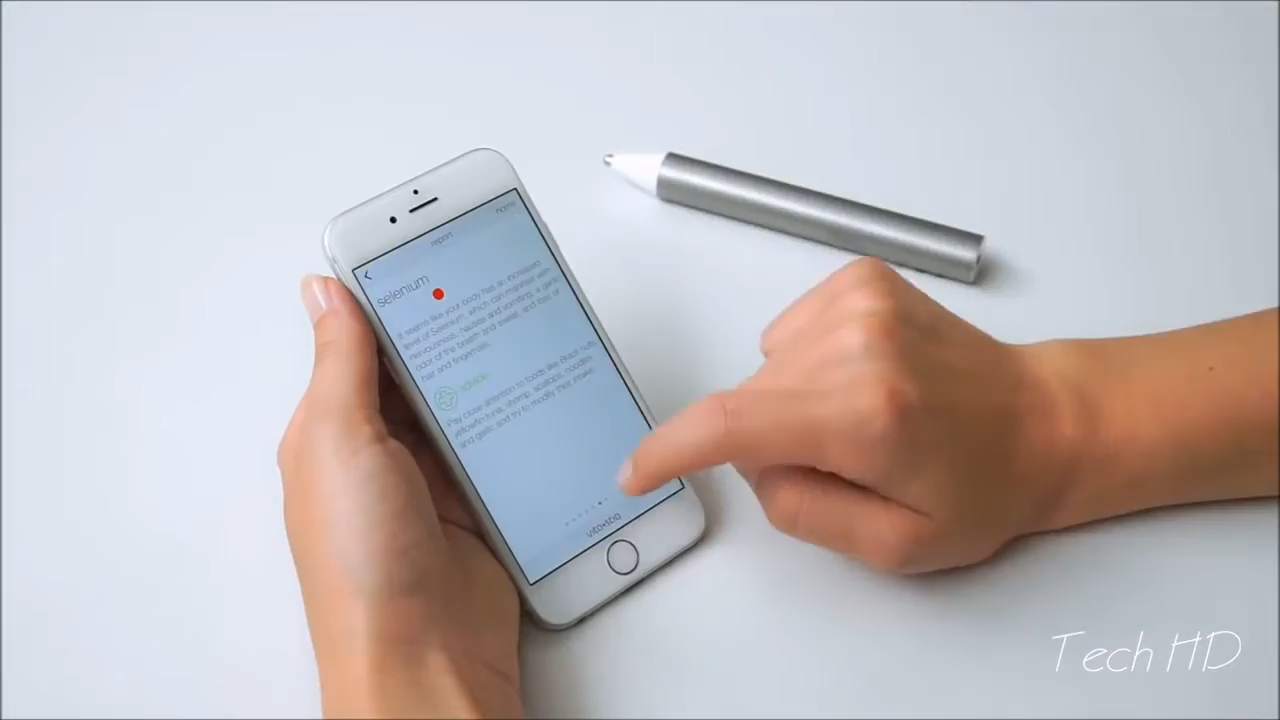 home
report
selenium
It seems like your body has an increased
level of Selenium, which can manifest with
nervousness, nausea and vomiting, a garlic
odor of the breath and sweat, and loss of
hair and fingernails.
advice
Pay close attention to foods like Brazil nuts,
yellowfin tuna, shrimp, scallops, noodles
and garlic and try to modify their intake.
vitastiq
Tech HD